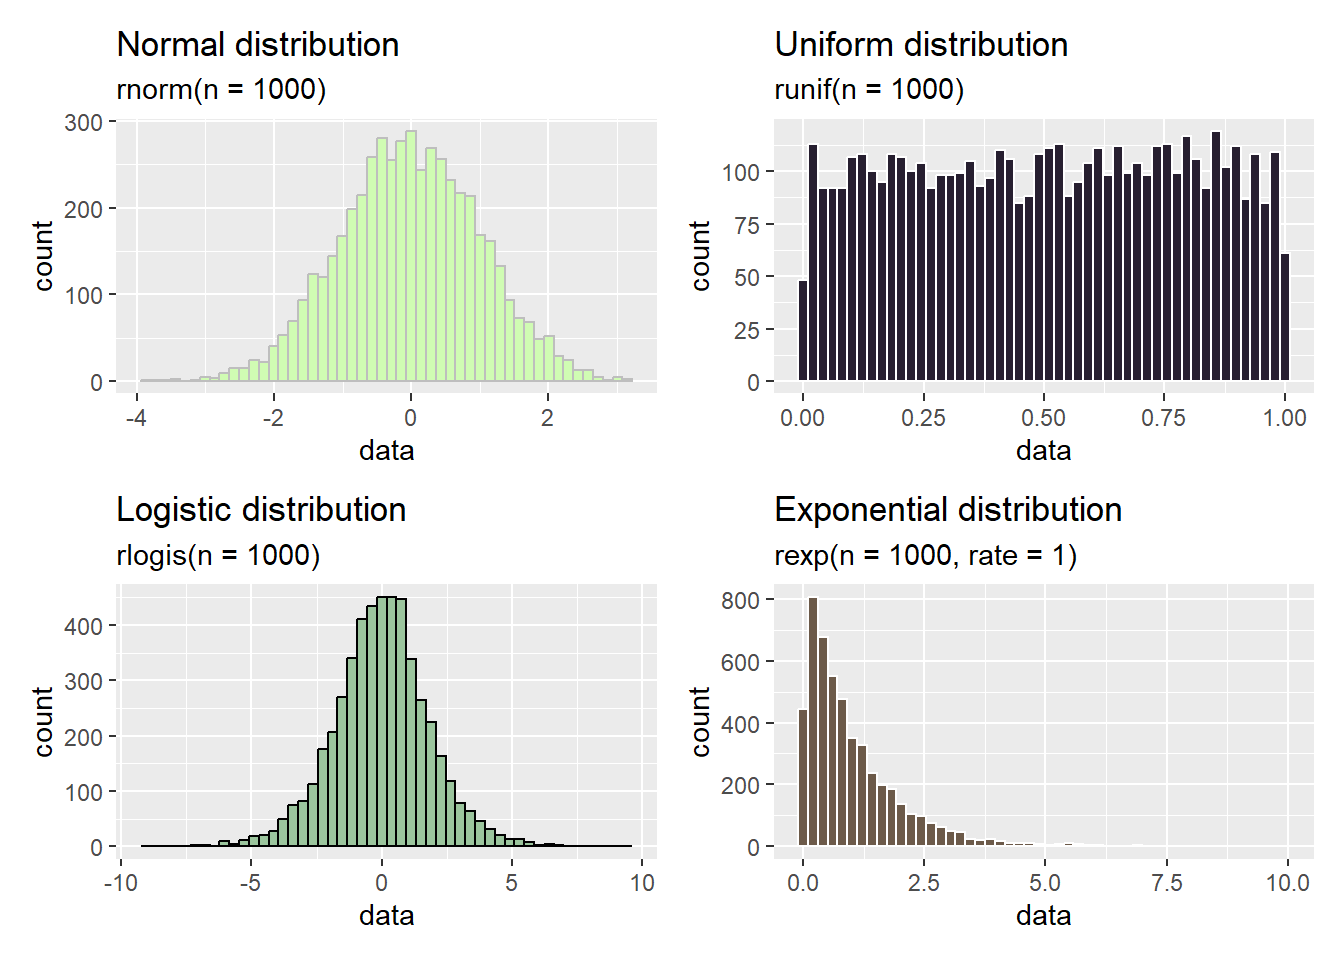 Normal distribution
rnorm(n = 1000)
300
200
100
0
count
-4 -2 0 2
data
Uniform distribution
runif(n = 1000)
100
75
50
25
0
count
0.00 0.25 0.50 0.75 1.00
data
Logistic distribution
rlogis(n = 1000)
400
300
200
100
0
count
-10 -5 0 5 10
data
Exponential distribution
rexp(n = 1000, rate = 1)
800
600
400
200
0
count
0.0 2.5 5.0 7.5 10.0
data